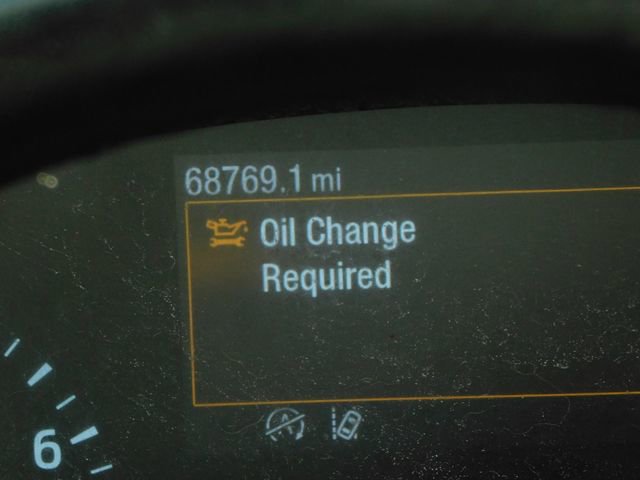 68769.1 mi
Oil Change
Required
6